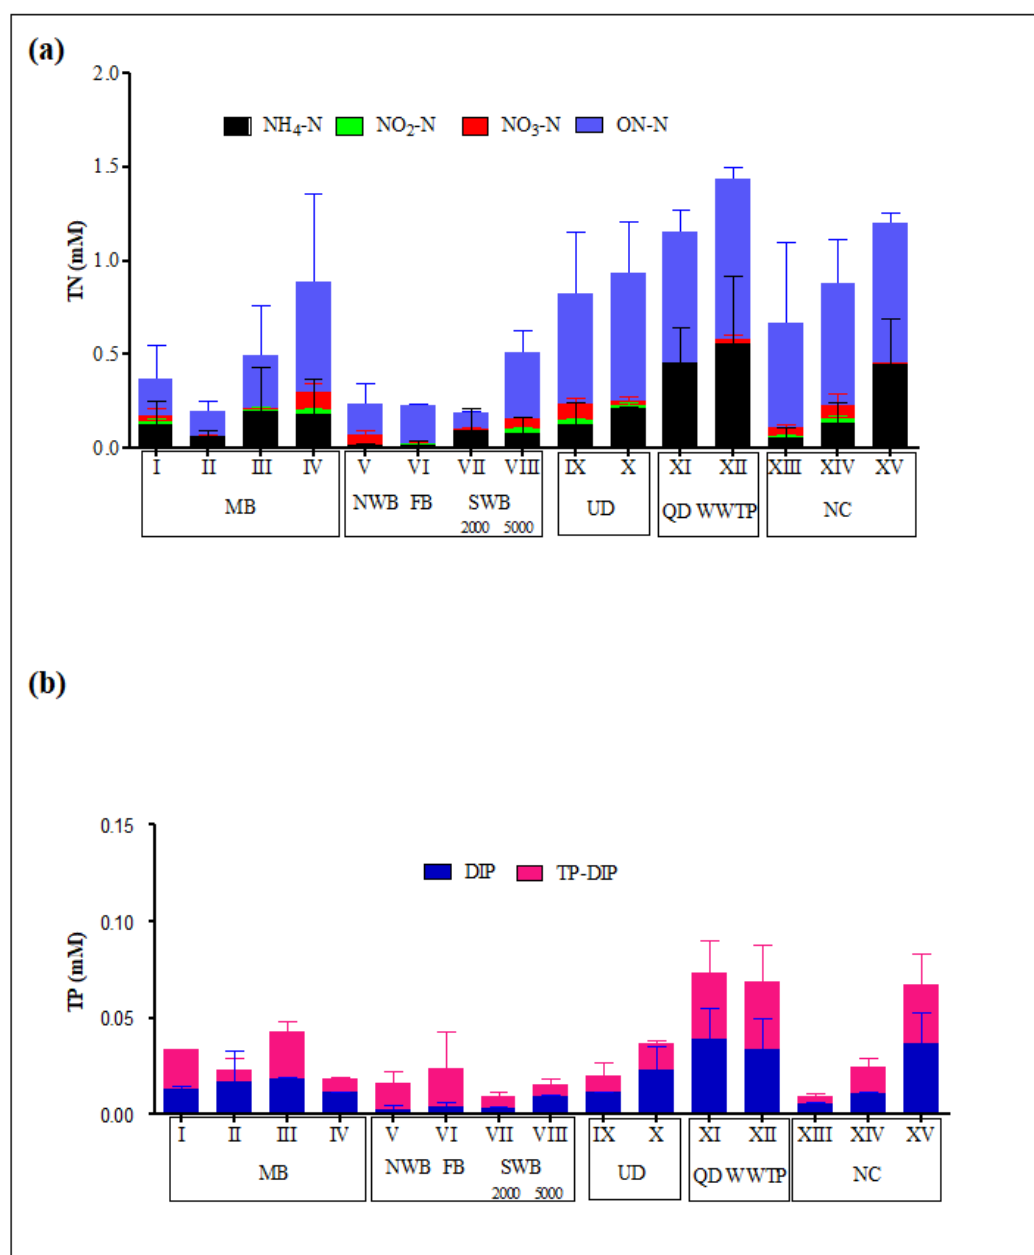 (a)
2.0
NH4-N NO2-N NO3-N ON-N
1.5
1.0
TN (mM)
0.5
0.0
I II III IV V VI VII VIII IX X XI XII XIII XIV XV
MB NWB FB SWB UD QD WWTP NC
2000 5000
(b)
0.15
DIP TP-DIP
0.10
TP (mM)
0.05
0.00
I II III IV V VI VII VIII IX X XI XII XIII XIV XV
MB NWB FB SWB UD QD WWTP NC
2000 5000